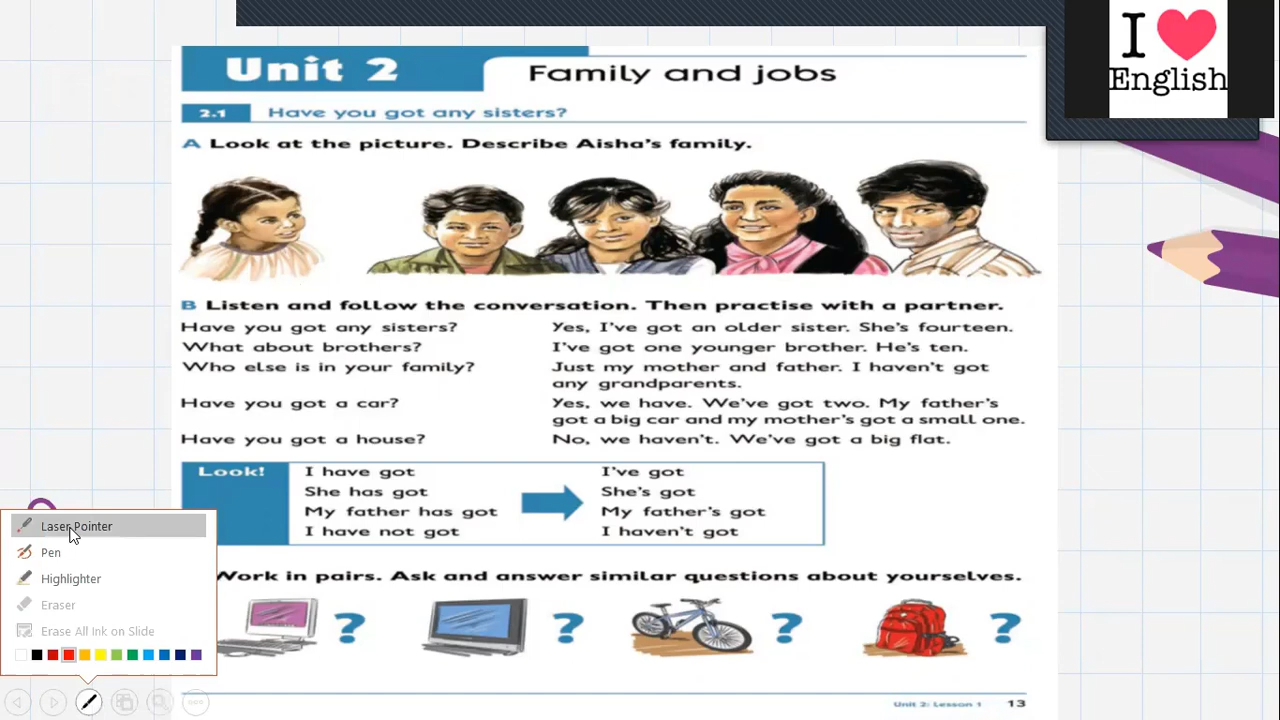 I
English
Unit 2
Family and jobs
2.1 Have you got any sisters?
A Look at the picture. Describe Aisha's family.
B Listen and follow the conversation. Then practise with a partner.
Have you got any sisters? Yes, I've got an older sister. She's fourteen.
What about brothers? I've got one younger brother. He's ten.
Who else is in your family? Just my mother and father. I haven't got
any grandparents.
Have you got a car? Yes, we have. We've got two. My father's
got a big car and my mother's got a small one.
Have you got a house? No, we haven't. We've got a big flat.
Look! I have got I've got
She has got She's got
My father has got My father's got
I have not got I haven't got
Work in pairs. Ask and answer similar questions about yourselves.
? ? ? ?
Unit 2: Lesson 1 13
Laser Pointer
Pen
Highlighter
Eraser
Erase All Ink on Slide